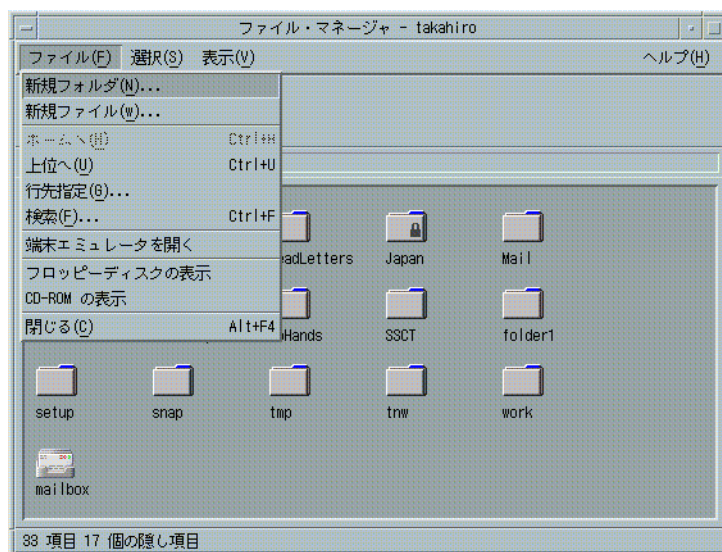 ファイル・マネージャ - takahiro
ファイル(F) 選択(S) 表示(V) ヘルプ(H)
新規フォルダ(N)...
新規ファイル(w)...
ホームへ(H) Ctrl+H
上位へ(U) Ctrl+U
行先指定(G)...
検索(F)... Ctrl+F
端末エミュレータを開く
フロッピーディスクの表示
CD-ROM の表示
閉じる(C) Alt+F4
eadLetters Japan Mail
Hands SSCT folder1
setup snap tmp tnw work
mailbox
33 項目 17 個の隠し項目